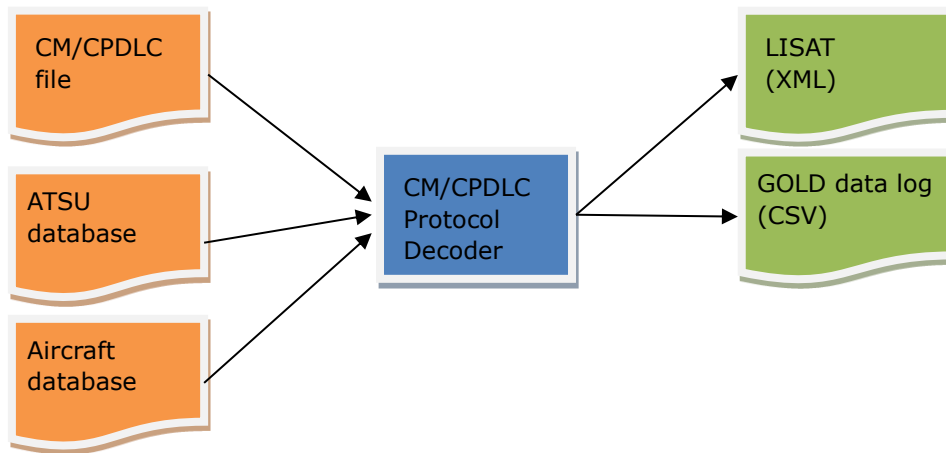 CM/CPDLC
file
ATSU
database
Aircraft
database
CM/CPDLC
Protocol
Decoder
LISAT
(XML)
GOLD data log
(CSV)